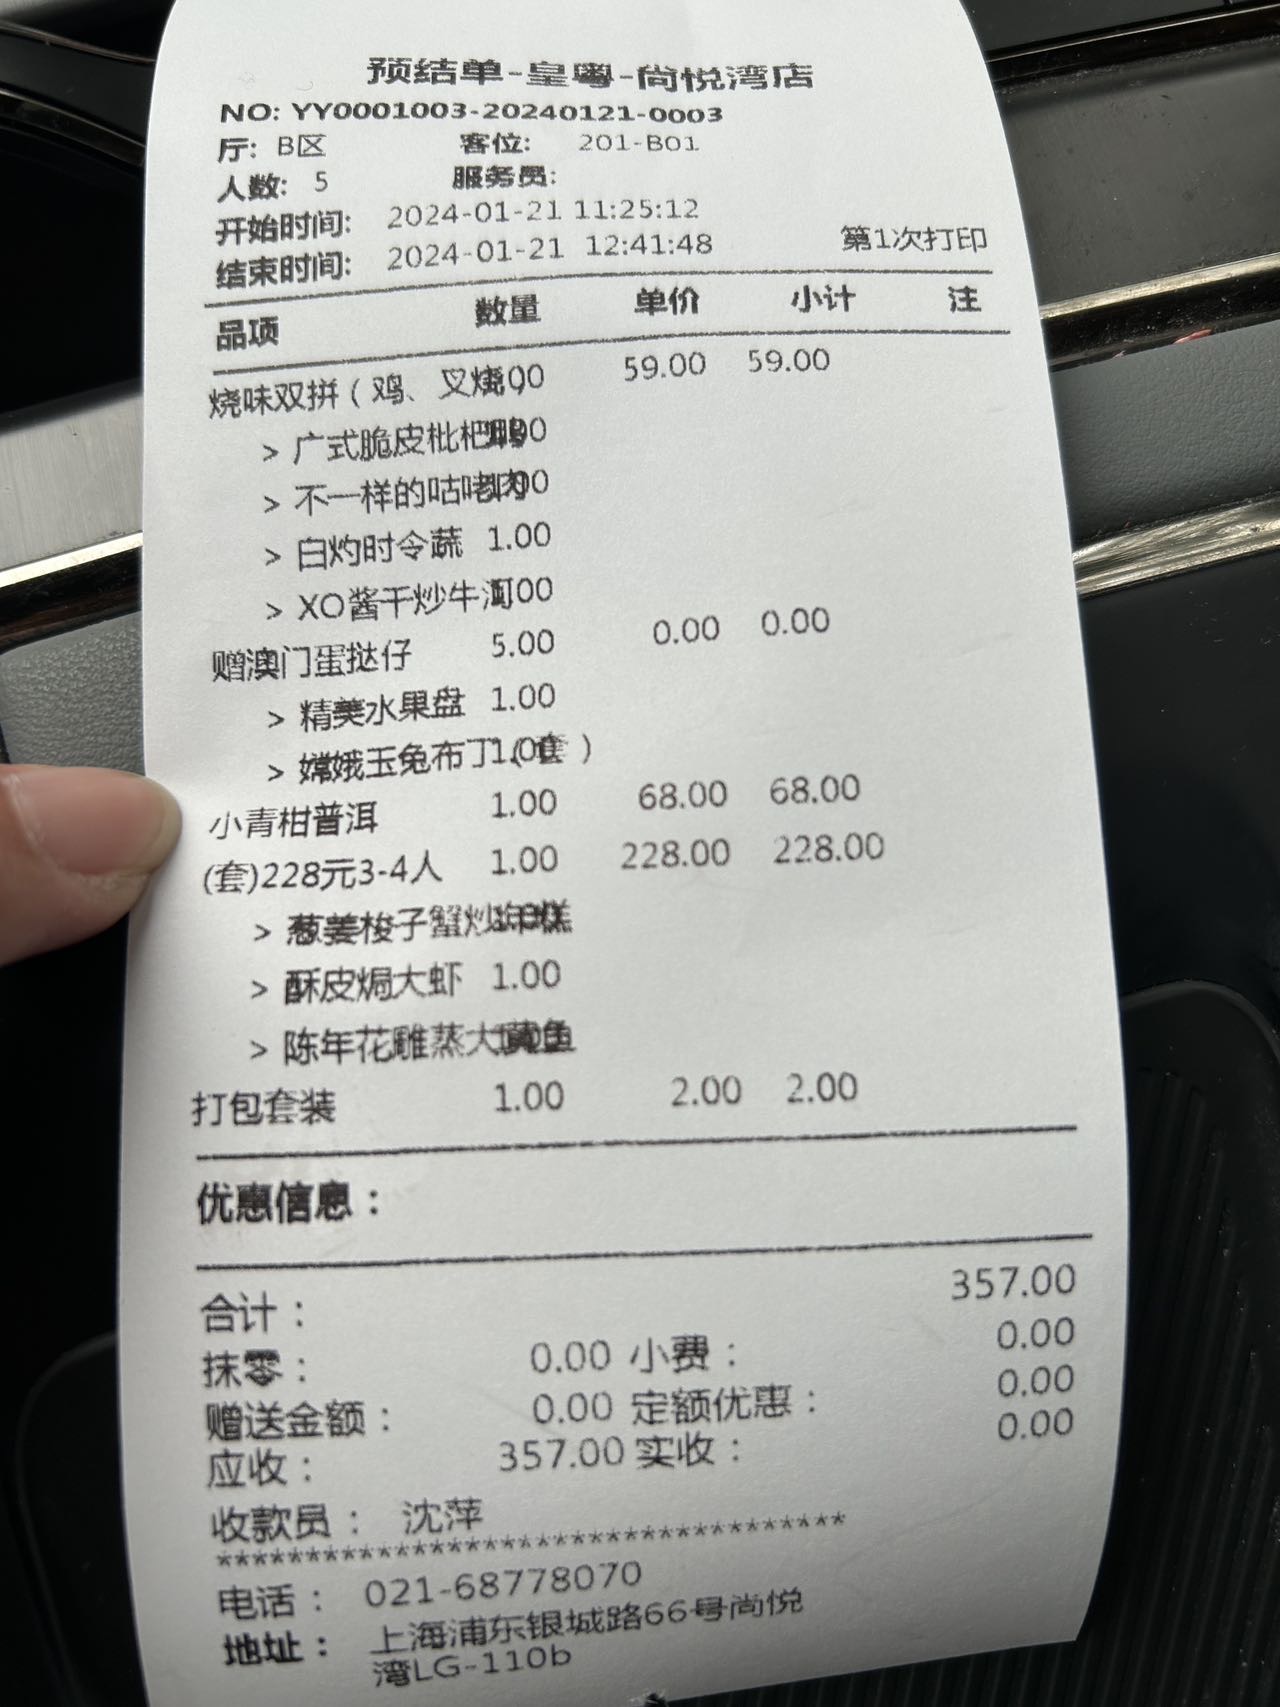 预结单-皇粤-尚悦湾店
NO: YY0001003-20240121-0003
厅: B区 客位: 201-B01
人数: 5 服务员:
开始时间: 2024-01-21 11:25:12
结束时间: 2024-01-21 12:41:48 第1次打印
品项 数量 单价 小计 注
烧味双拼（鸡、叉烧） 59.00 59.00
> 广式脆皮枇杷鸭
> 不一样的咕咾肉
> 白灼时令蔬 1.00
> XO酱干炒牛河
赠澳门蛋挞仔 5.00 0.00 0.00
> 精美水果盘 1.00
> 嫦娥玉兔布丁（套） 1.00
小青柑普洱 1.00 68.00 68.00
(套)228元3-4人 1.00 228.00 228.00
> 葱姜梭子蟹炒年糕
> 酥皮焗大虾 1.00
> 陈年花雕蒸大黄鱼
打包套装 1.00 2.00 2.00
优惠信息：
合计： 357.00
抹零： 0.00 小费： 0.00
赠送金额： 0.00 定额优惠： 0.00
应收： 357.00 实收： 0.00
收款员： 沈萍
****************************************
电话： 021-68778070
地址： 上海浦东银城路66号尚悦
湾LG-110b